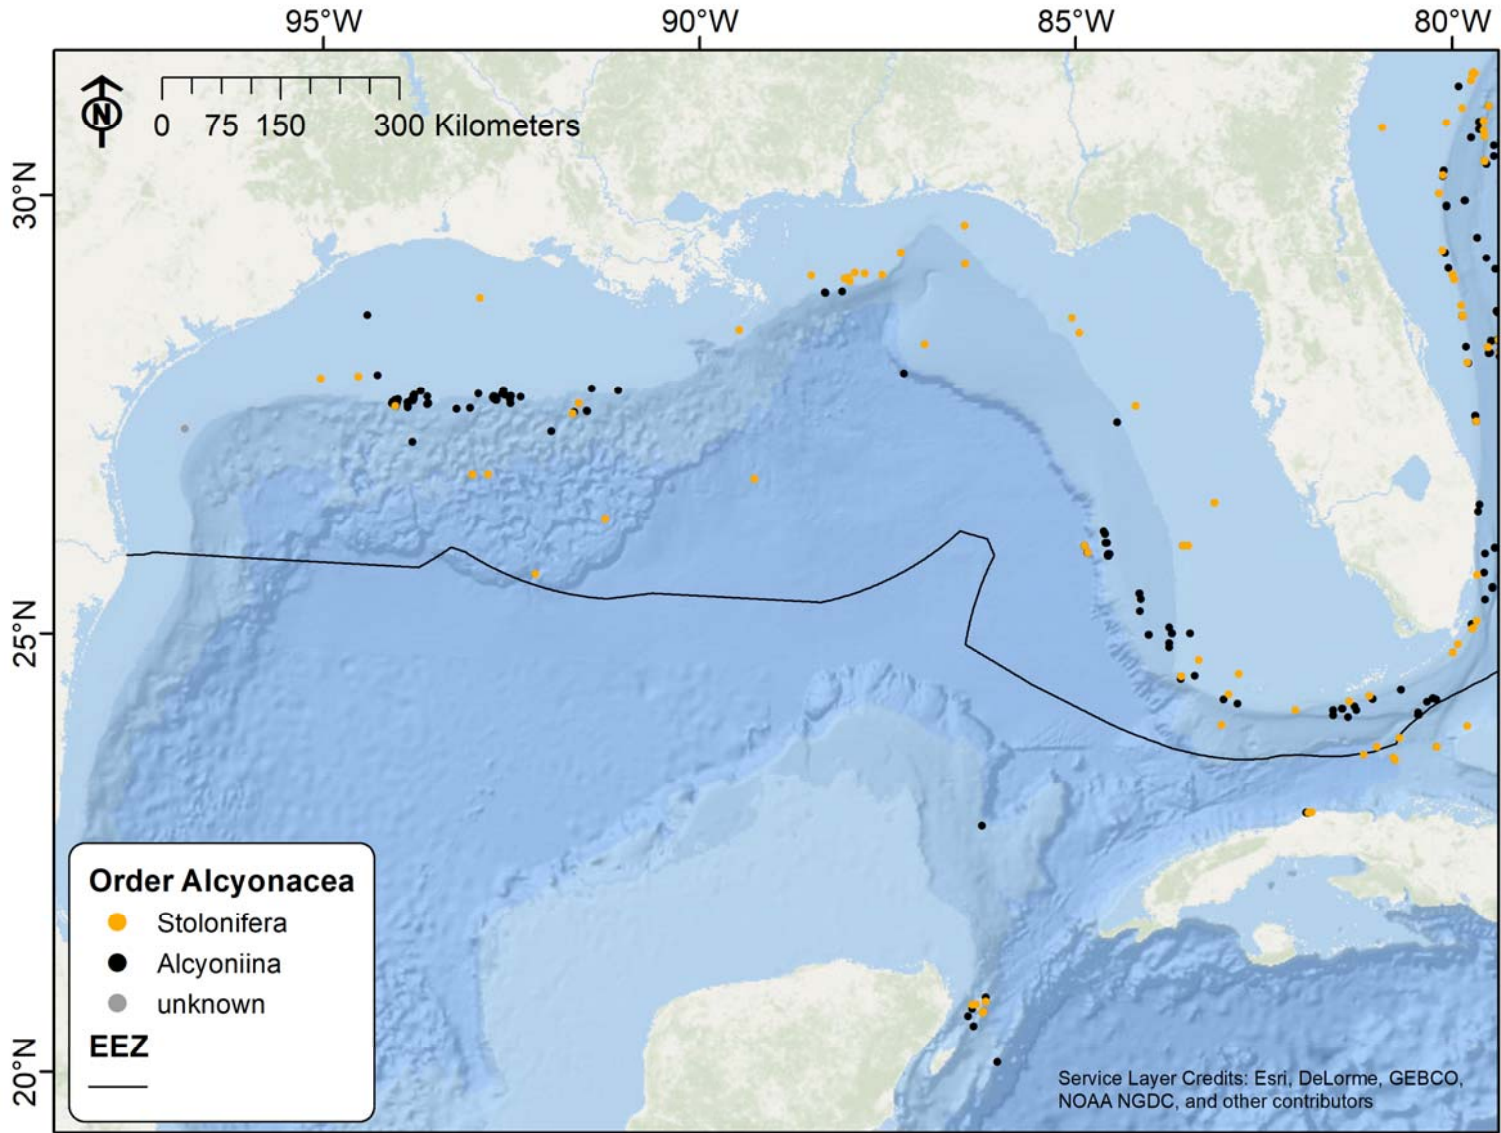 95°W 90°W 85°W 80°W
N
0 75 150 300 Kilometers
30°N
25°N
20°N
Order Alcyonacea
Stolonifera
Alcyoniina
unknown
EEZ
Service Layer Credits: Esri, DeLorme, GEBCO,
NOAA NGDC, and other contributors